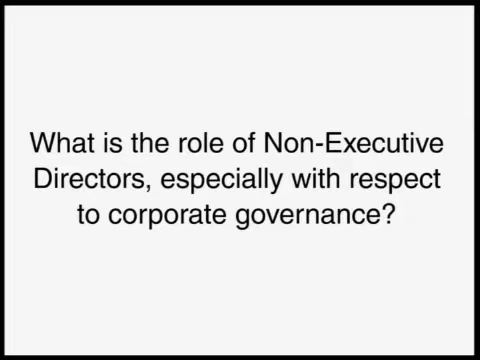 What is the role of Non-Executive
Directors, especially with respect
to corporate governance?